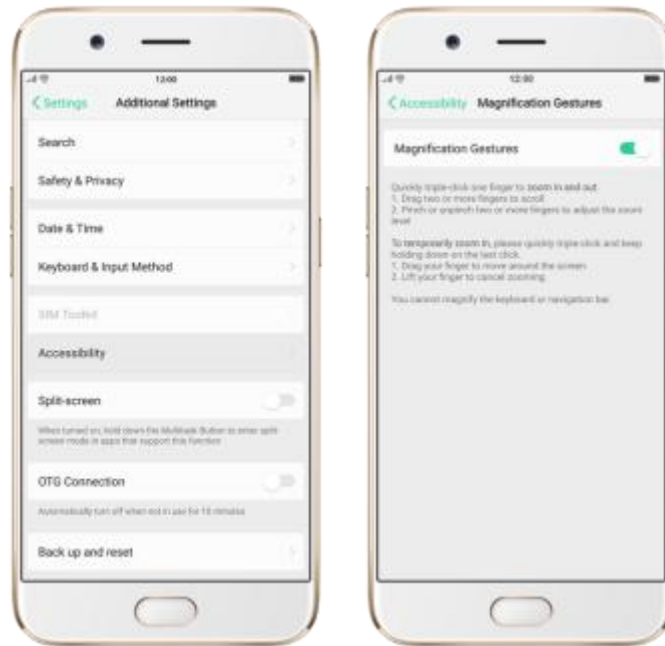 12:00
Settings Additional Settings
Search
Safety & Privacy
Date & Time
Keyboard & Input Method
SIM Toolkit
Accessibility
Split-screen
When turned on, hold down the Multitask Button to enter split-
screen mode in apps that support this function
OTG Connection
Automatically turn off when not in use for 10 minutes
Back up and reset
12:00
Accessibility Magnification Gestures
Magnification Gestures
Quickly triple-click one finger to zoom in and out
1. Drag two or more fingers to scroll
2. Pinch or unpinch two or more fingers to adjust the zoom
level
To temporarily zoom in, please quickly triple-click and keep
holding down on the last click.
1. Drag your finger to move around the screen
2. Lift your finger to cancel zooming
You cannot magnify the keyboard or navigation bar